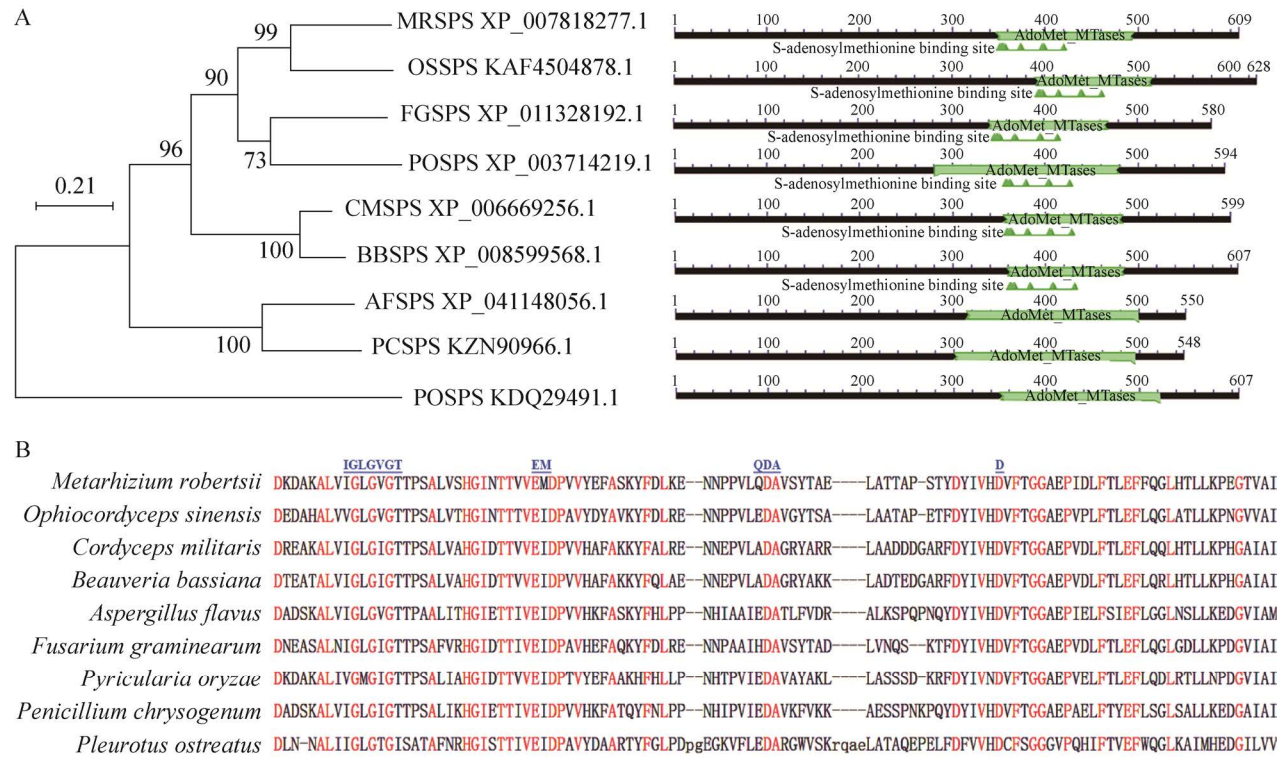 A
MRSPS XP_007818277.1
OSSPS KAF4504878.1
FGSPS XP_011328192.1
POSPS XP_003714219.1
CMSPS XP_006669256.1
BBSPS XP_008599568.1
AFSPS XP_041148056.1
PCSPS KZN90966.1
POSPS KDQ29491.1
99
90
73
96
100
100
0.21
1 100 200 300 400 500 609
AdoMet_MTases
S-adenosylmethionine binding site
1 100 200 300 400 500 600 628
AdoMet_MTases
S-adenosylmethionine binding site
1 100 200 300 400 500 580
AdoMet_MTases
S-adenosylmethionine binding site
1 100 200 300 400 500 594
AdoMet_MTases
S-adenosylmethionine binding site
1 100 200 300 400 500 599
AdoMet_MTases
S-adenosylmethionine binding site
1 100 200 300 400 500 607
AdoMet_MTases
S-adenosylmethionine binding site
1 100 200 300 400 500 550
AdoMet_MTases
1 100 200 300 400 500 548
AdoMet_MTases
1 100 200 300 400 500 607
AdoMet_MTases
B
IGLGVGT EM QDA D
Metarhizium robertsii DKDAKALVIGLGVGTTPSALVSHGINTTVVEMDPVVYEFASKYFDLKE--NNPPVLQDAVSYTAE----LATTAP-STYDYIVHDVFTGGAEPIDLFTLEFFQGLHTLLKPEGTVAI
Ophiocordyceps sinensis DEDAHALVVGLGVGTTPSALVTHGINTTVVEIDPAVYDYAVKYFDLRE--NNPPVLEDAVGYTSA----LAATAP-ETFDYIVHDVFTGGAEPVPLFTLEFLQGLATLLKPNGVVAI
Cordyceps militaris DREAKALVIGLGIGTTPSALVAHGIDTTVVEIDPVVHAFAKKYFALRE--NNEPVLADAGRYARR----LAADDDGARFDYIVHDVFTGGAEPVDLFTLEFLQQLHTLLKPHGAIAI
Beauveria bassiana DTEATALVIGLGIGTTPSALVAHGIDTTVVEIDPVVHAFAKKYFQLAE--NNEPVLADAGRYAKK----LADTEDGARFDYIVHDVFTGGAEPVDLFTLEFLQRLHTLLKPHGAIAI
Aspergillus flavus DADSKALVIGLGIGTTPAALITHGIETTIVEIDPVVHKFASKYFHLPP--NHIAAIEDATLFVDR----ALKSPQPNQYDYIVHDVFTGGAEPIELFSIEFLGGLNSLLKEDGVIAM
Fusarium graminearum DNEASALNIGLGIGTTPSAFVRHGINTTVVEIDPVVHEFAQKYFDLRE--NNPAAIHDAVSYTAD----LVNQS--KTFDYIVHDVFTGGAEPVDLFTLEFLQGLGDLLKPDGVIAI
Pyricularia oryzae DKDAKALIVGMGIGTTPSALIAHGIDTTIVEIDPTVYEFAAKHFHLLP--NHTPVIEDAVAYAKL----LASSSD-KRFDYIVNDVFTGGAEPVELFTLEFLQDLRTLLNPDGVIAI
Penicillium chrysogenum DADSKALVIGLGIGTTPSALIKHGIETTIVEIDPVVHKFATQYFNLPP--NHIPVIEDAVKFVKK----AESSPNKPQYDYIVHDVFTGGAEPAELFTYEFLSGLSALLKEDGAIAI
Pleurotus ostreatus DLN-NALIIGLGTGISATAFNRHGISTTIVEIDPAVYDAARTYFGLPDpgEGKVFLEDARGWVSKrqaeLATAQEPELFDFVVHDCFSGGGVPQHIFTVEFWQGLKAIMHEDGILVV